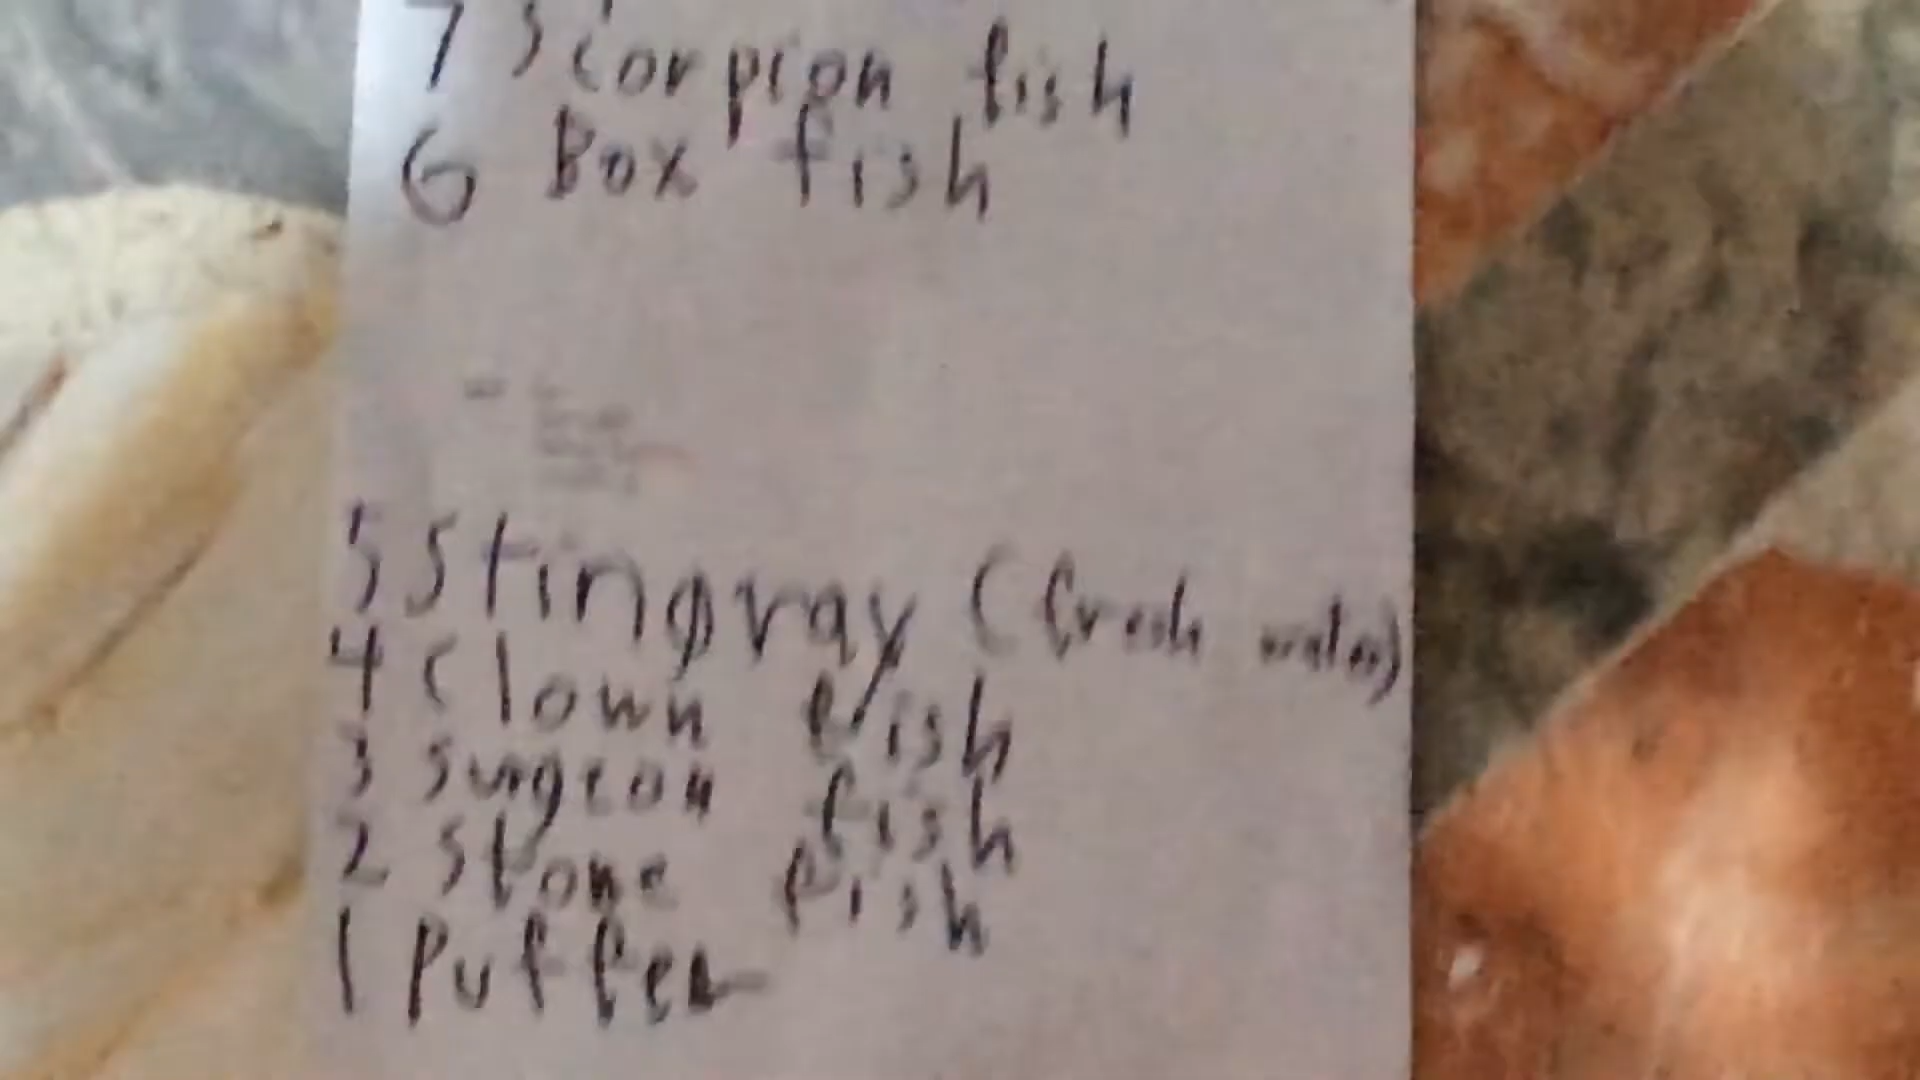 7 Scorpion fish
6 Box fish
5 Stingray (fresh water)
4 Clown fish
3 Surgeon fish
2 Stone fish
1 Puffer